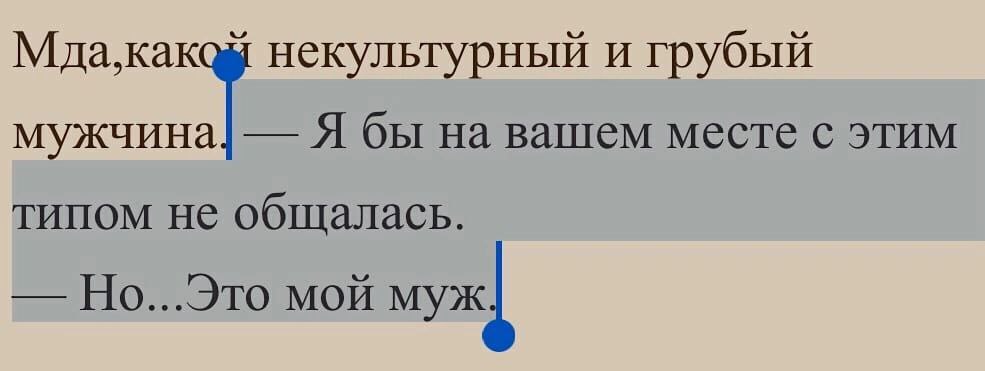 Мда,какой некультурный и грубый
мужчина. — Я бы на вашем месте с этим
типом не общалась.
— Но...Это мой муж.